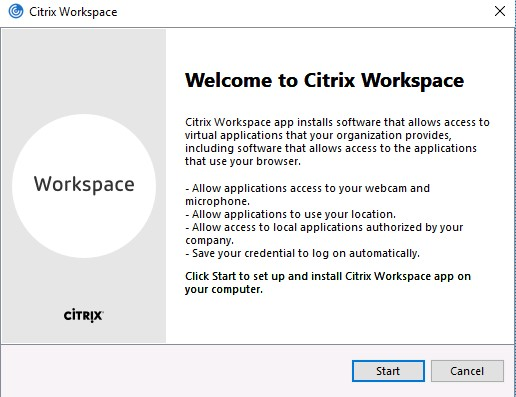 Citrix Workspace
Welcome to Citrix Workspace
Citrix Workspace app installs software that allows access to
virtual applications that your organization provides,
including software that allows access to the applications
that use your browser.
- Allow applications access to your webcam and
microphone.
- Allow applications to use your location.
- Allow access to local applications authorized by your
company.
- Save your credential to log on automatically.
Click Start to set up and install Citrix Workspace app on
your computer.
Workspace
CİTRIX
Start
Cancel